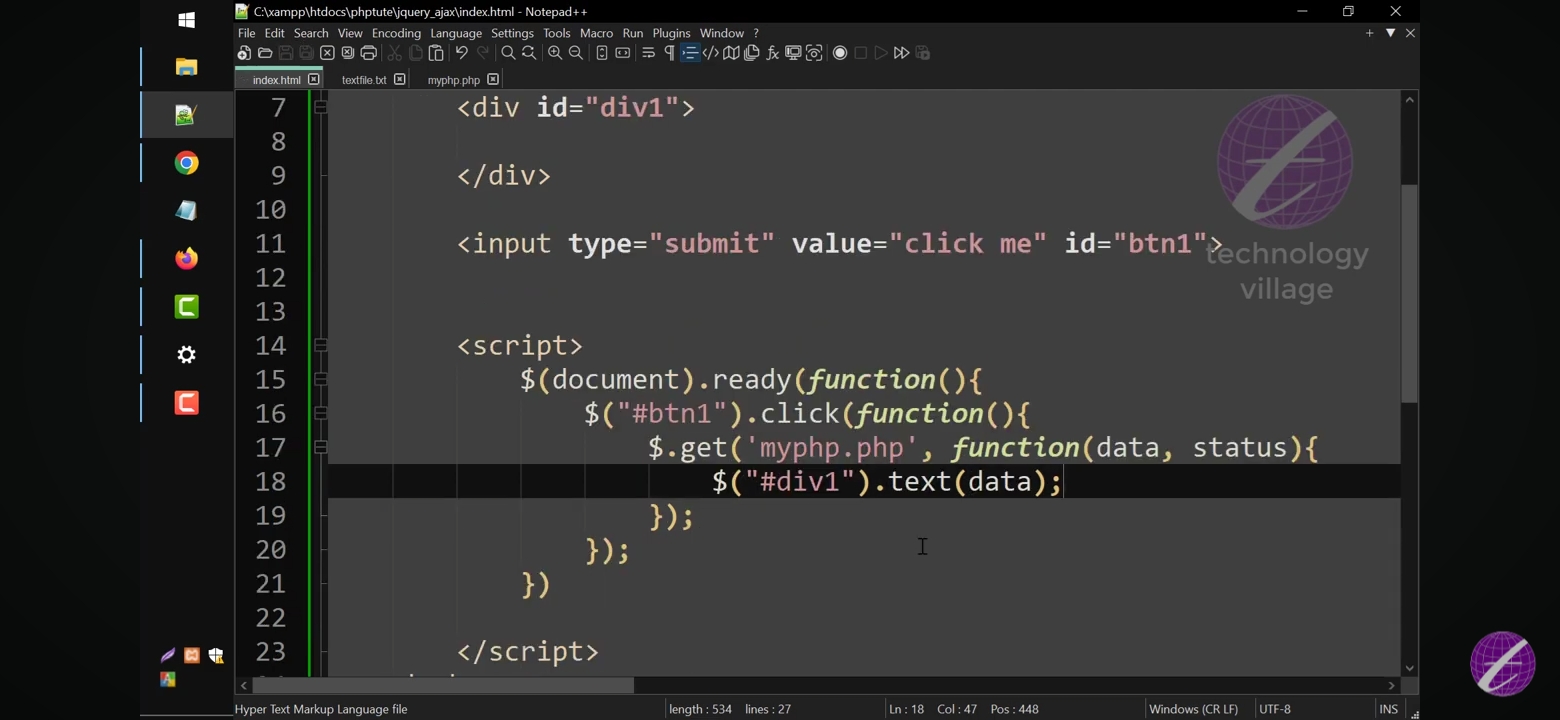 C:\xampp\htdocs\phptute\jquery_ajax\index.html - Notepad++
File Edit Search View Encoding Language Settings Tools Macro Run Plugins Window ?
index.html textfile.txt myphp.php
7 <div id="div1">
8
9 </div>
10
11 <input type="submit" value="click me" id="btn1">
12
13
14 <script>
15 $(document).ready(function(){
16 $("#btn1").click(function(){
17 $.get('myphp.php', function(data, status){
18 $("#div1").text(data);
19 });
20 });
21 })
22
23 </script>
technology
village
Hyper Text Markup Language file length : 534 lines : 27 Ln : 18 Col : 47 Pos : 448 Windows (CR LF) UTF-8 INS